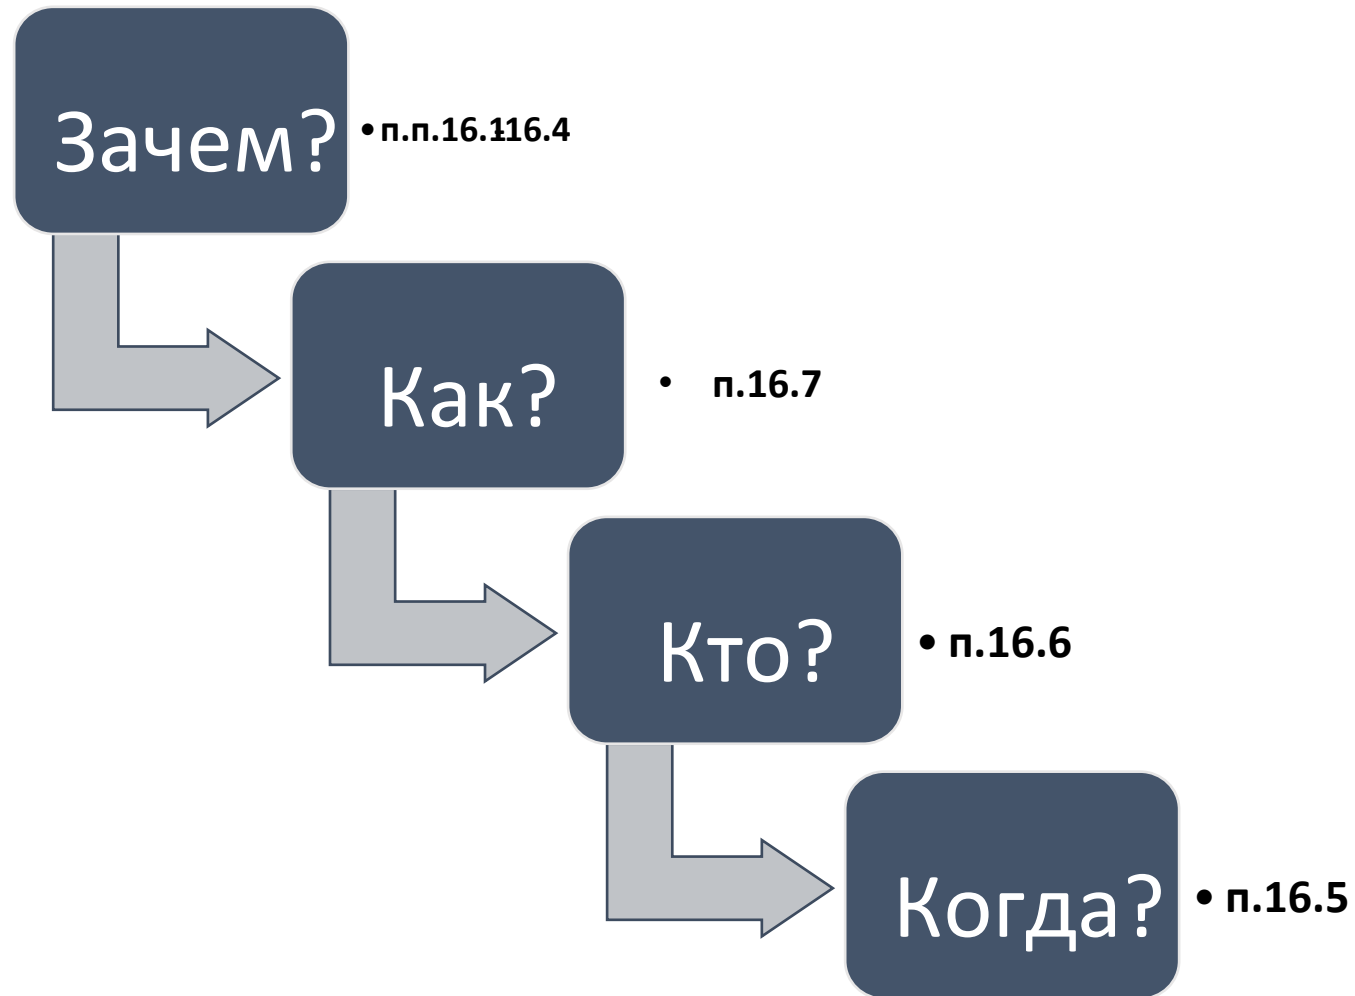 Зачем?
• п.п.16.1-16.4
Как?
• п.16.7
Кто?
• п.16.6
Когда?
• п.16.5